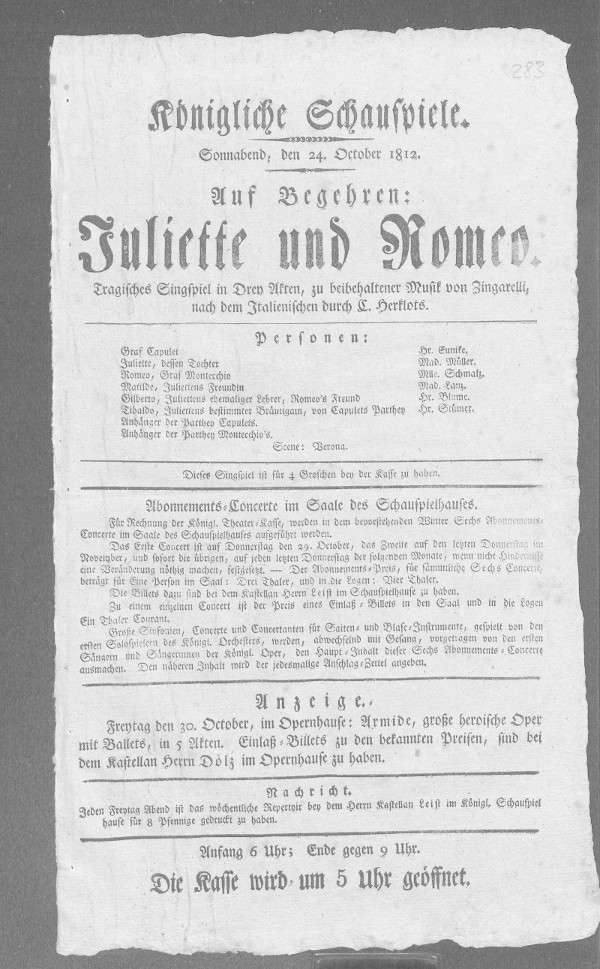 283
Königliche Schauspiele.
Sonnabend, den 24. October 1812.
Auf Begehren:
Juliette und Romeo.
Tragisches Singspiel in Drey Akten, zu beibehaltener Musik von Zingarelli,
nach dem Italienischen durch C. Herklots.
Personen:
Graf Capulet Hr. Eunike.
Juliette, dessen Tochter Mad. Müller.
Romeo, Graf Montecchio Mlle. Schmalz.
Matilde, Juliettens Freundin Mad. Lanz.
Gilberto, Juliettens ehemaliger Lehrer, Romeo's Freund Hr. Blume.
Tibaldo, Juliettens bestimmter Bräutigam, von Capulets Parthey Hr. Stümer.
Anhänger der Parthey Capulets.
Anhänger der Parthey Montecchio's.
Scene: Verona.
Dieses Singspiel ist für 4 Groschen bey der Kasse zu haben.
Abonnements-Concerte im Saale des Schauspielhauses.
Für Rechnung der Königl. Theater-Kasse, werden in dem bevorstehenden Winter Sechs Abonnements-
Concerte im Saale des Schauspielhauses aufgeführt werden.
Das Erste Concert ist auf Donnerstag den 29. October, das Zweite auf den letzten Donnerstag im
November, und sofort die übrigen, auf jeden letzten Donnerstag der folgenden Monate, wenn nicht Hindernisse
eine Veränderung nöthig machen, festgesetzt. — Der Abonnements-Preis, für sämmtliche Sechs Concerte,
beträgt für Eine Person im Saal: Drei Thaler, und in die Logen: Vier Thaler.
Die Billets dazu sind bei dem Kastellan Herrn Leist im Schauspielhause zu haben.
Zu einem einzelnen Concert ist der Preis eines Einlaß-Billets in den Saal und in die Logen
Ein Thaler Courant.
Große Sinfonien, Concerte und Concertanten für Saiten- und Blase-Instrumente, gespielt von den
ersten Solospielern des Königl. Orchesters, werden, abwechselnd mit Gesang, vorgetragen von den ersten
Sängern und Sängerinnen der Königl. Oper, den Haupt-Inhalt dieser Sechs Abonnements-Concerte
ausmachen. Den näheren Inhalt wird der jedesmalige Anschlag-Zettel angeben.
Anzeige.
Freytag den 30. October, im Opernhause: Armide, große heroische Oper
mit Ballets, in 5 Akten. Einlaß-Billets zu den bekannten Preisen, sind bei
dem Kastellan Herrn Dölz im Opernhause zu haben.
Nachricht.
Jeden Freytag Abend ist das wöchentliche Repertoir bey dem Herrn Kastellan Leist im Königl. Schauspiel
hause für 8 Pfennige gedruckt zu haben.
Anfang 6 Uhr; Ende gegen 9 Uhr.
Die Kasse wird um 5 Uhr geöffnet.